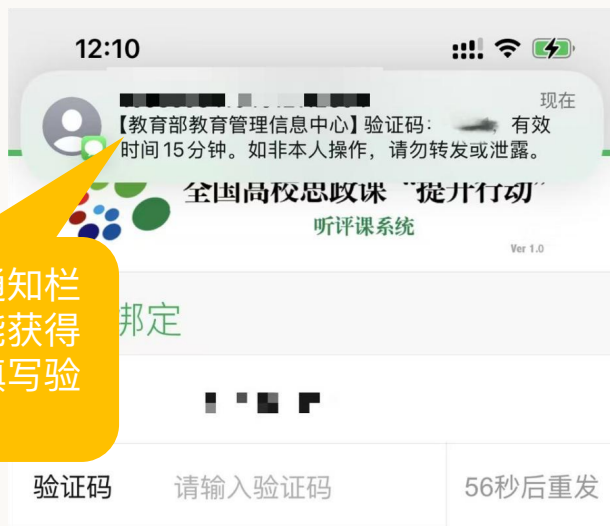 12:10
现在
【教育部教育管理信息中心】验证码： 有效
时间15分钟。如非本人操作，请勿转发或泄露。
全国高校思政课“提升行动”
听评课系统
Ver 1.0
通知栏
能获得
填写验
绑定
验证码 请输入验证码 56秒后重发